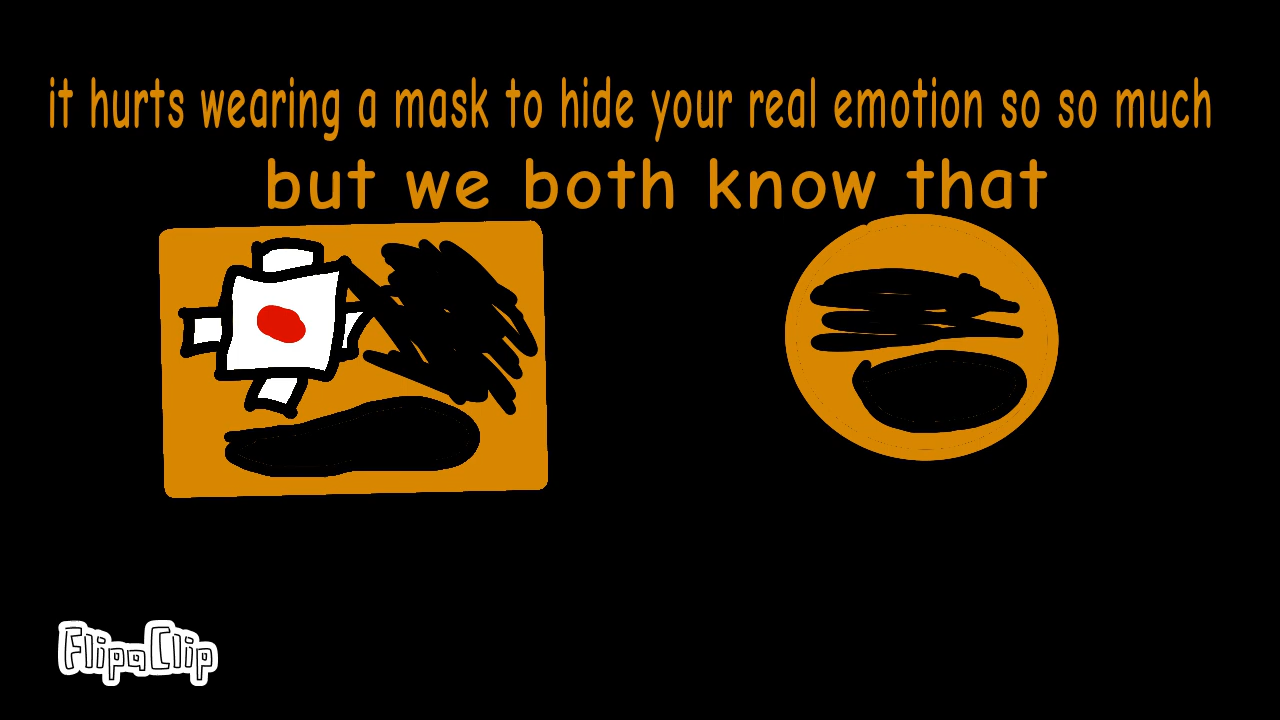 it hurts wearing a mask to hide your real emotion so so much
but we both know that
FlipaClip